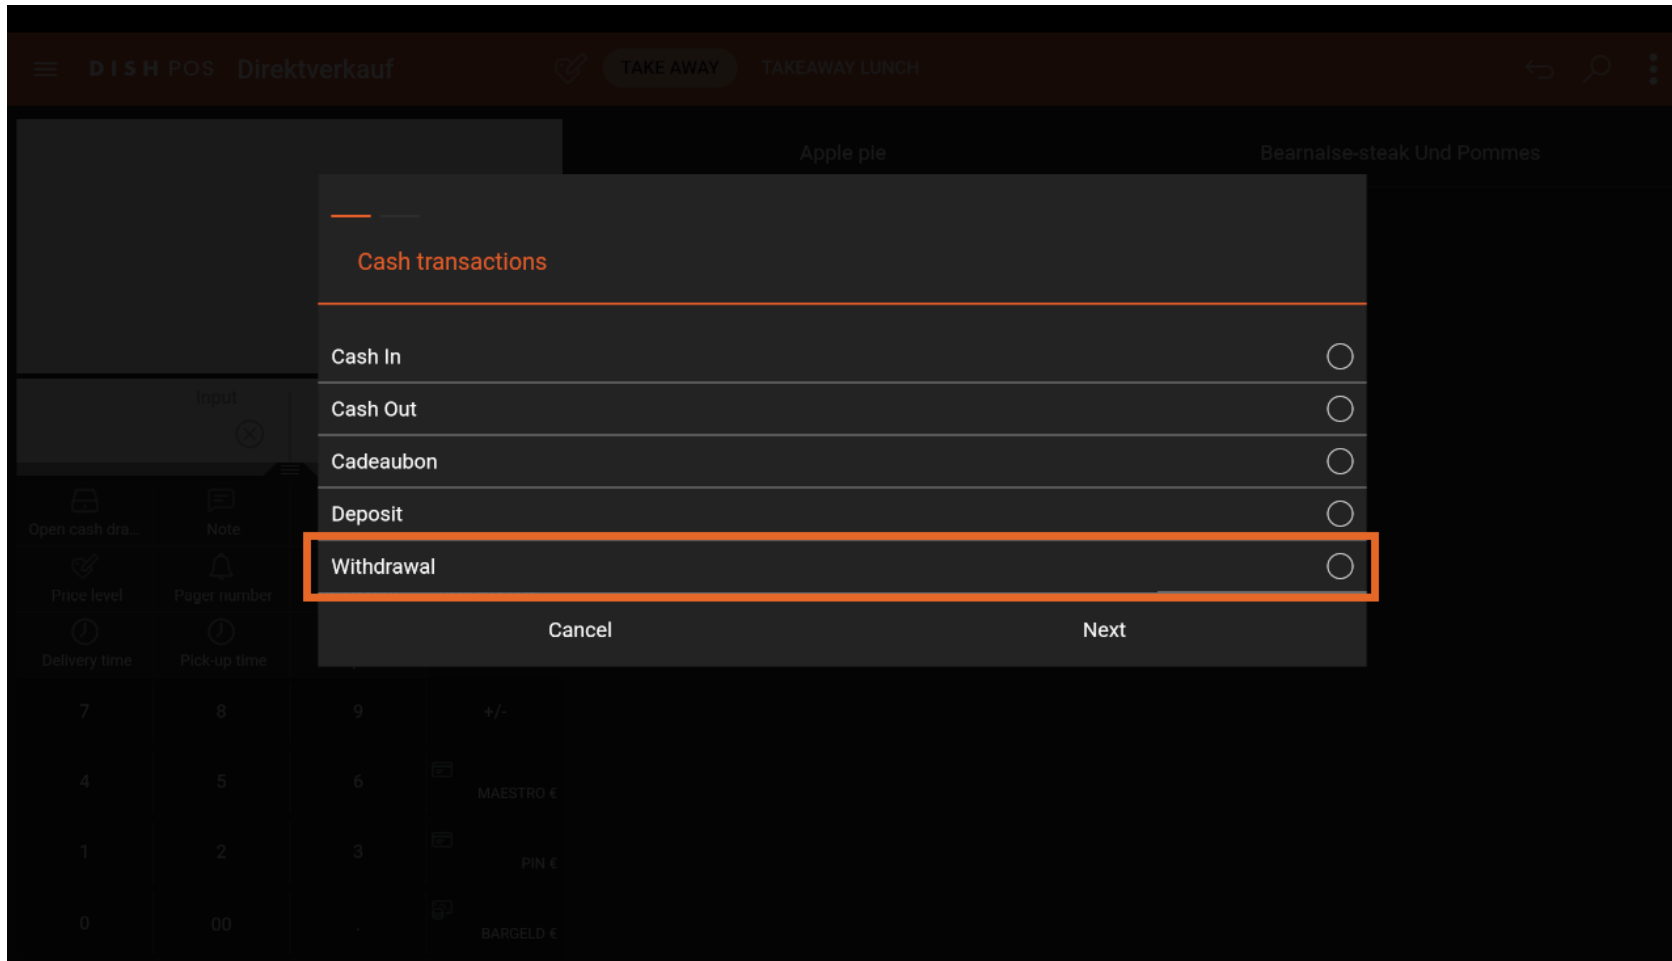 DISH POS Direktverkauf TAKE AWAY TAKEAWAY LUNCH
Apple pie Bearnaise-steak Und Pommes
Cash transactions
Cash In
Cash Out
Cadeaubon
Deposit
Withdrawal
Cancel Next
Input
Open cash dra... Note
Price level Pager number
Delivery time Pick-up time
7 8 9 +/-
4 5 6 MAESTRO €
1 2 3 PIN €
0 00 . BARGELD €